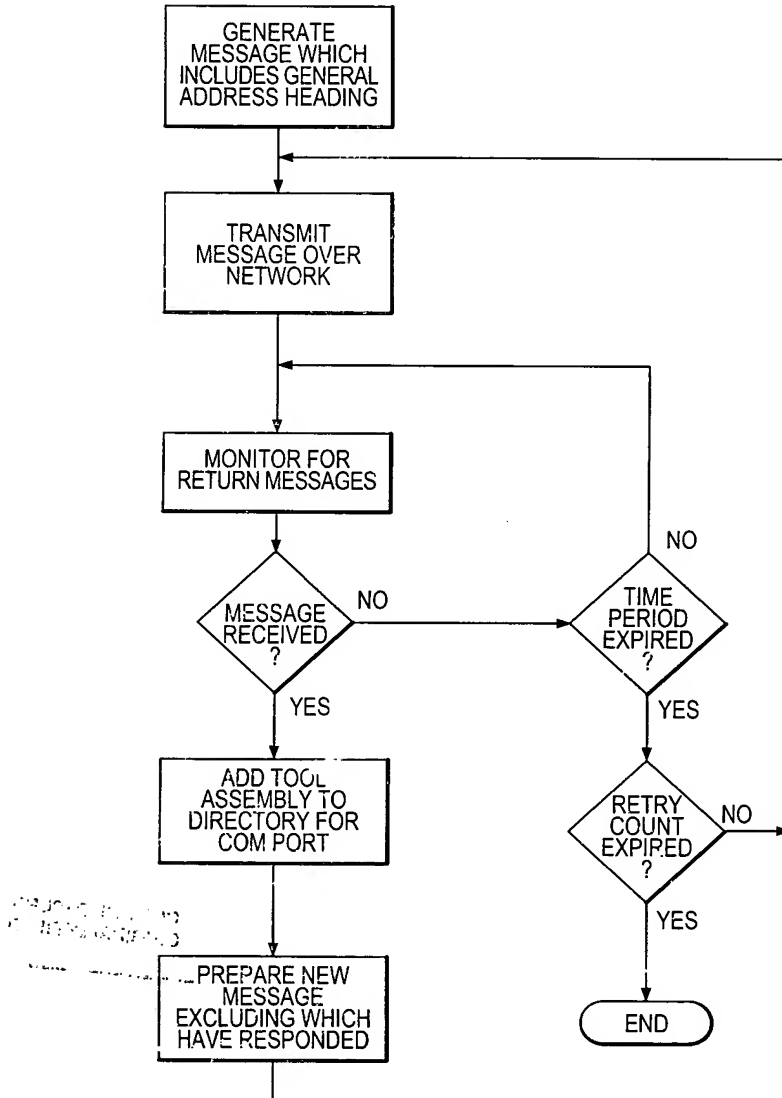 GENERATE
MESSAGE WHICH
INCLUDES GENERAL
ADDRESS HEADING
TRANSMIT
MESSAGE OVER
NETWORK
MONITOR FOR
RETURN MESSAGES
NO
MESSAGE
RECEIVED
?
NO
TIME
PERIOD
EXPIRED
?
YES
YES
ADD TOOL
ASSEMBLY TO
DIRECTORY FOR
COM PORT
RETRY
COUNT
EXPIRED
?
NO
YES
PREPARE NEW
MESSAGE
EXCLUDING WHICH
HAVE RESPONDED
END